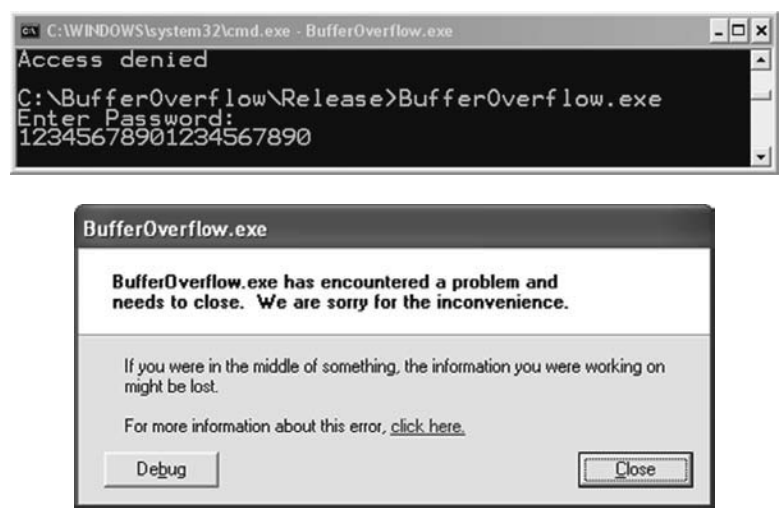 C:\WINDOWS\system32\cmd.exe - BufferOverflow.exe
Access denied
C:\BufferOverflow\Release>BufferOverflow.exe
Enter Password:
12345678901234567890
BufferOverflow.exe
BufferOverflow.exe has encountered a problem and
needs to close. We are sorry for the inconvenience.
If you were in the middle of something, the information you were working on
might be lost.
For more information about this error, click here.
Debug
Close